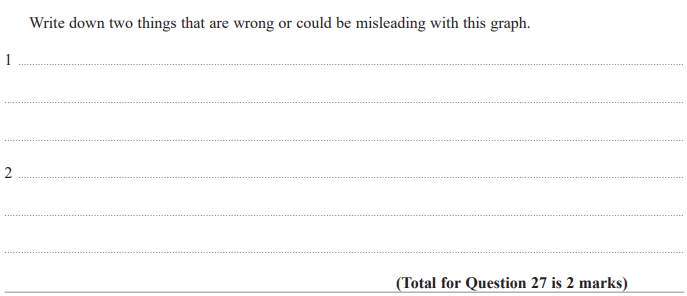 Write down two things that are wrong or could be misleading with this graph.
1
2
(Total for Question 27 is 2 marks)